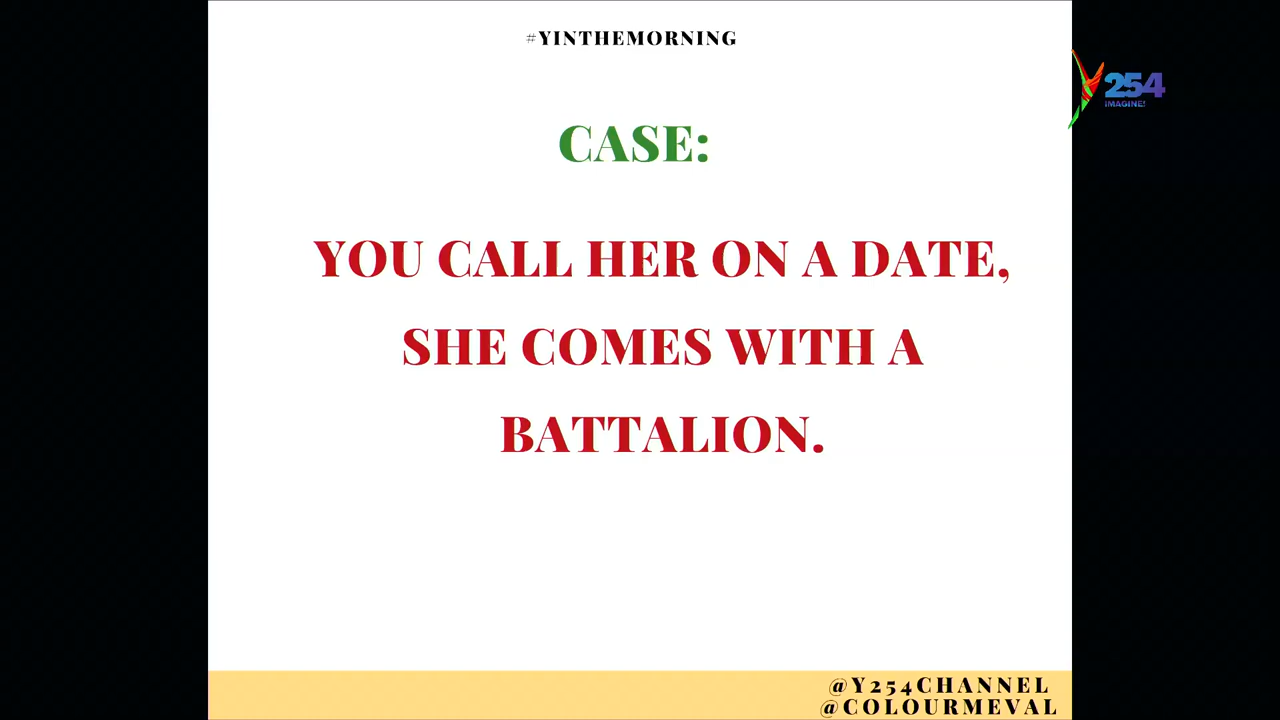 #YINTHEMORNING
254
IMAGINE!
CASE:
YOU CALL HER ON A DATE,
SHE COMES WITH A
BATTALION.
@Y254CHANNEL
@COLOURMEVAL